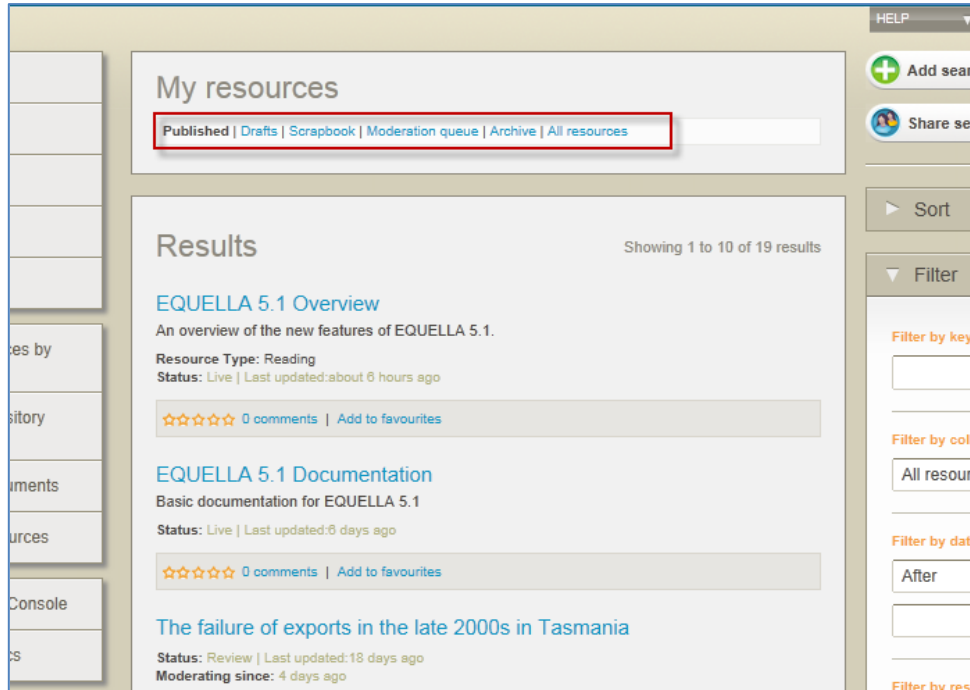 HELP
Add sear
Share se
My resources
Published | Drafts | Scrapbook | Moderation queue | Archive | All resources
Results
Showing 1 to 10 of 19 results
EQUELLA 5.1 Overview
An overview of the new features of EQUELLA 5.1.
Resource Type: Reading
Status: Live | Last updated:about 6 hours ago
0 comments | Add to favourites
EQUELLA 5.1 Documentation
Basic documentation for EQUELLA 5.1
Status: Live | Last updated:6 days ago
0 comments | Add to favourites
The failure of exports in the late 2000s in Tasmania
Status: Review | Last updated:18 days ago
Moderating since: 4 days ago
ces by
sitory
uments
urces
Console
cs
Sort
Filter
Filter by key
Filter by col
All resour
Filter by dat
After
Filter by res